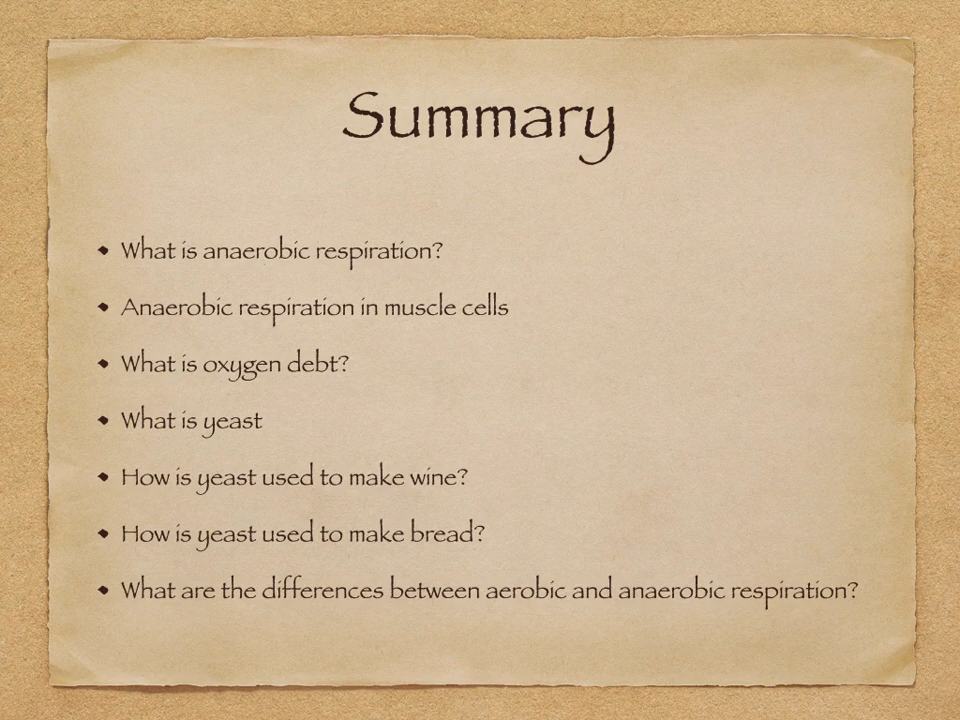 Summary
• What is anaerobic respiration?
• Anaerobic respiration in muscle cells
• What is oxygen debt?
• What is yeast
• How is yeast used to make wine?
• How is yeast used to make bread?
• What are the differences between aerobic and anaerobic respiration?